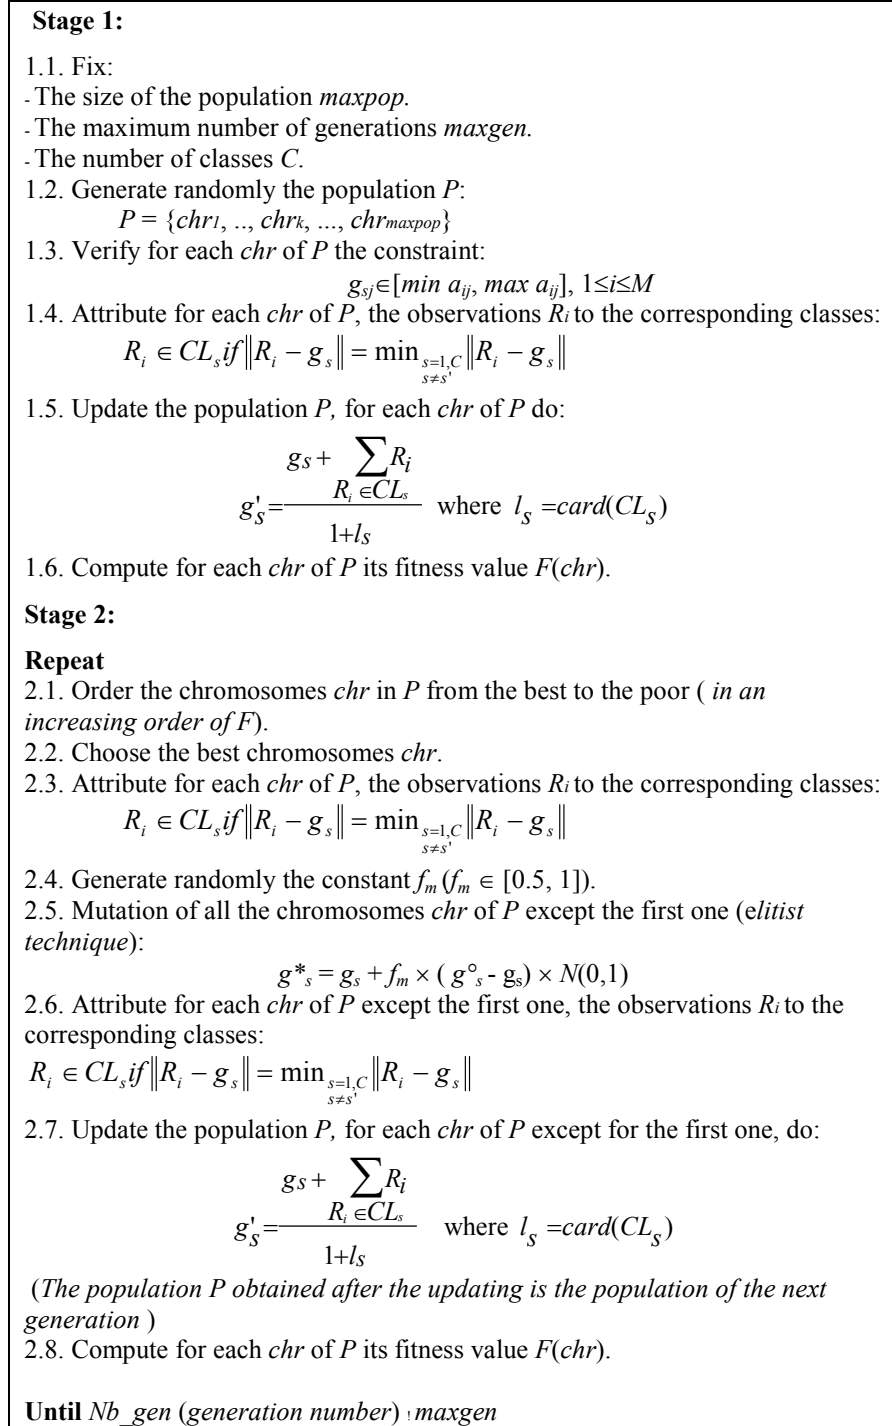 Stage 1:
1.1. Fix:
- The size of the population maxpop.
- The maximum number of generations maxgen.
- The number of classes C.
1.2. Generate randomly the population P:
P = {chr1, .., chrk, ..., chrmaxpop}
1.3. Verify for each chr of P the constraint:
gsj∈[min aij, max aij], 1≤i≤M
1.4. Attribute for each chr of P, the observations Ri to the corresponding classes:
Ri ∈ CLs if ‖Ri − gs‖ = min s=1,C s≠s' ‖Ri − gs‖
1.5. Update the population P, for each chr of P do:
g's = (gs + ∑ Ri∈CLs Ri) / (1+ls) where ls =card(CLs)
1.6. Compute for each chr of P its fitness value F(chr).
Stage 2:
Repeat
2.1. Order the chromosomes chr in P from the best to the poor ( in an
increasing order of F).
2.2. Choose the best chromosomes chr.
2.3. Attribute for each chr of P, the observations Ri to the corresponding classes:
Ri ∈ CLs if ‖Ri − gs‖ = min s=1,C s≠s' ‖Ri − gs‖
2.4. Generate randomly the constant fm (fm ∈ [0.5, 1]).
2.5. Mutation of all the chromosomes chr of P except the first one (elitist
technique):
g*s = gs + fm × ( g°s - gs) × N(0,1)
2.6. Attribute for each chr of P except the first one, the observations Ri to the
corresponding classes:
Ri ∈ CLs if ‖Ri − gs‖ = min s=1,C s≠s' ‖Ri − gs‖
2.7. Update the population P, for each chr of P except for the first one, do:
g's = (gs + ∑ Ri∈CLs Ri) / (1+ls) where ls =card(CLs)
(The population P obtained after the updating is the population of the next
generation )
2.8. Compute for each chr of P its fitness value F(chr).
Until Nb_gen (generation number) maxgen